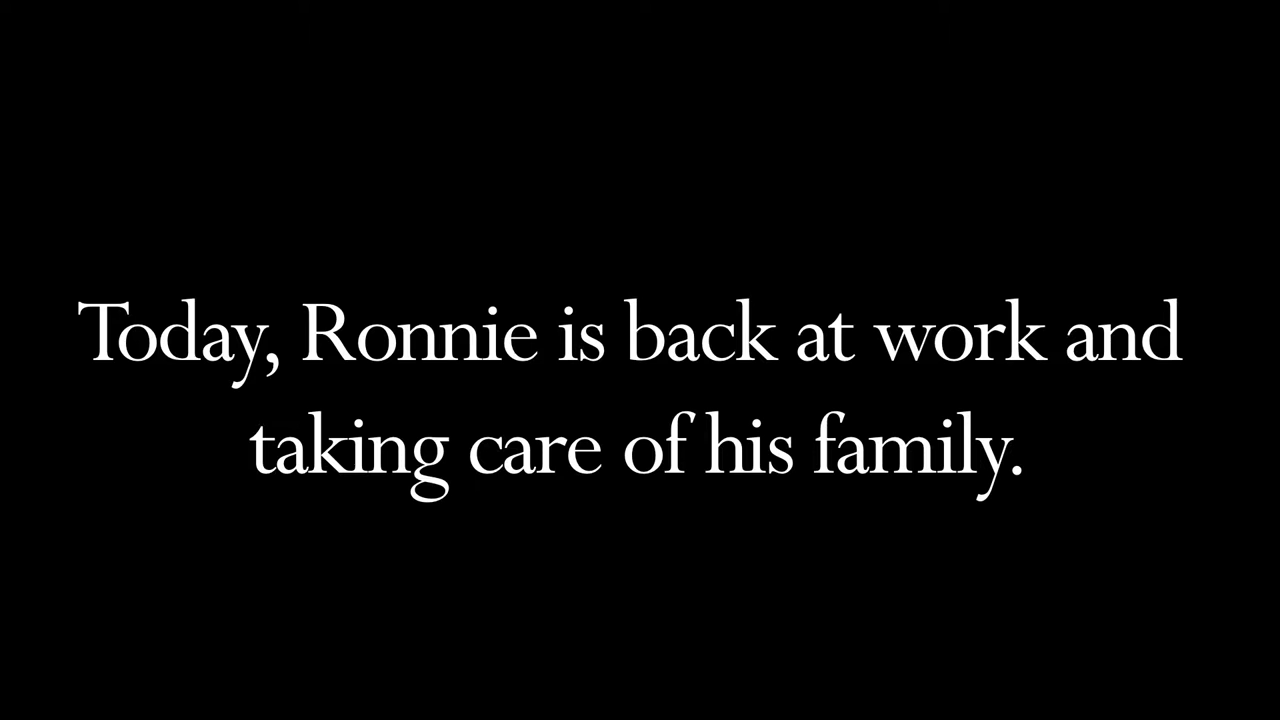 Today, Ronnie is back at work and
taking care of his family.